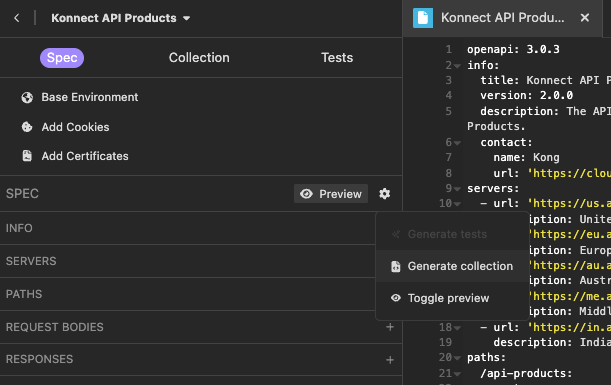 Konnect API Products
Spec
Collection
Tests
Base Environment
Add Cookies
Add Certificates
SPEC
Preview
INFO
SERVERS
PATHS
REQUEST BODIES
+
RESPONSES
+
Generate tests
Generate collection
Toggle preview
Konnect API Produ...
1 openapi: 3.0.3
2 info:
3 title: Konnect API P
4 version: 2.0.0
5 description: The API
Products.
6 contact:
7 name: Kong
8 url: 'https://clou
9 servers:
10 - url: 'https://us.a
iption: Unite
'https://eu.a
iption: Europ
'https://au.a
iption: Austr
'https://me.a
iption: Middl
18 - url: 'https://in.a
19 description: India
20 paths:
21 /api-products: